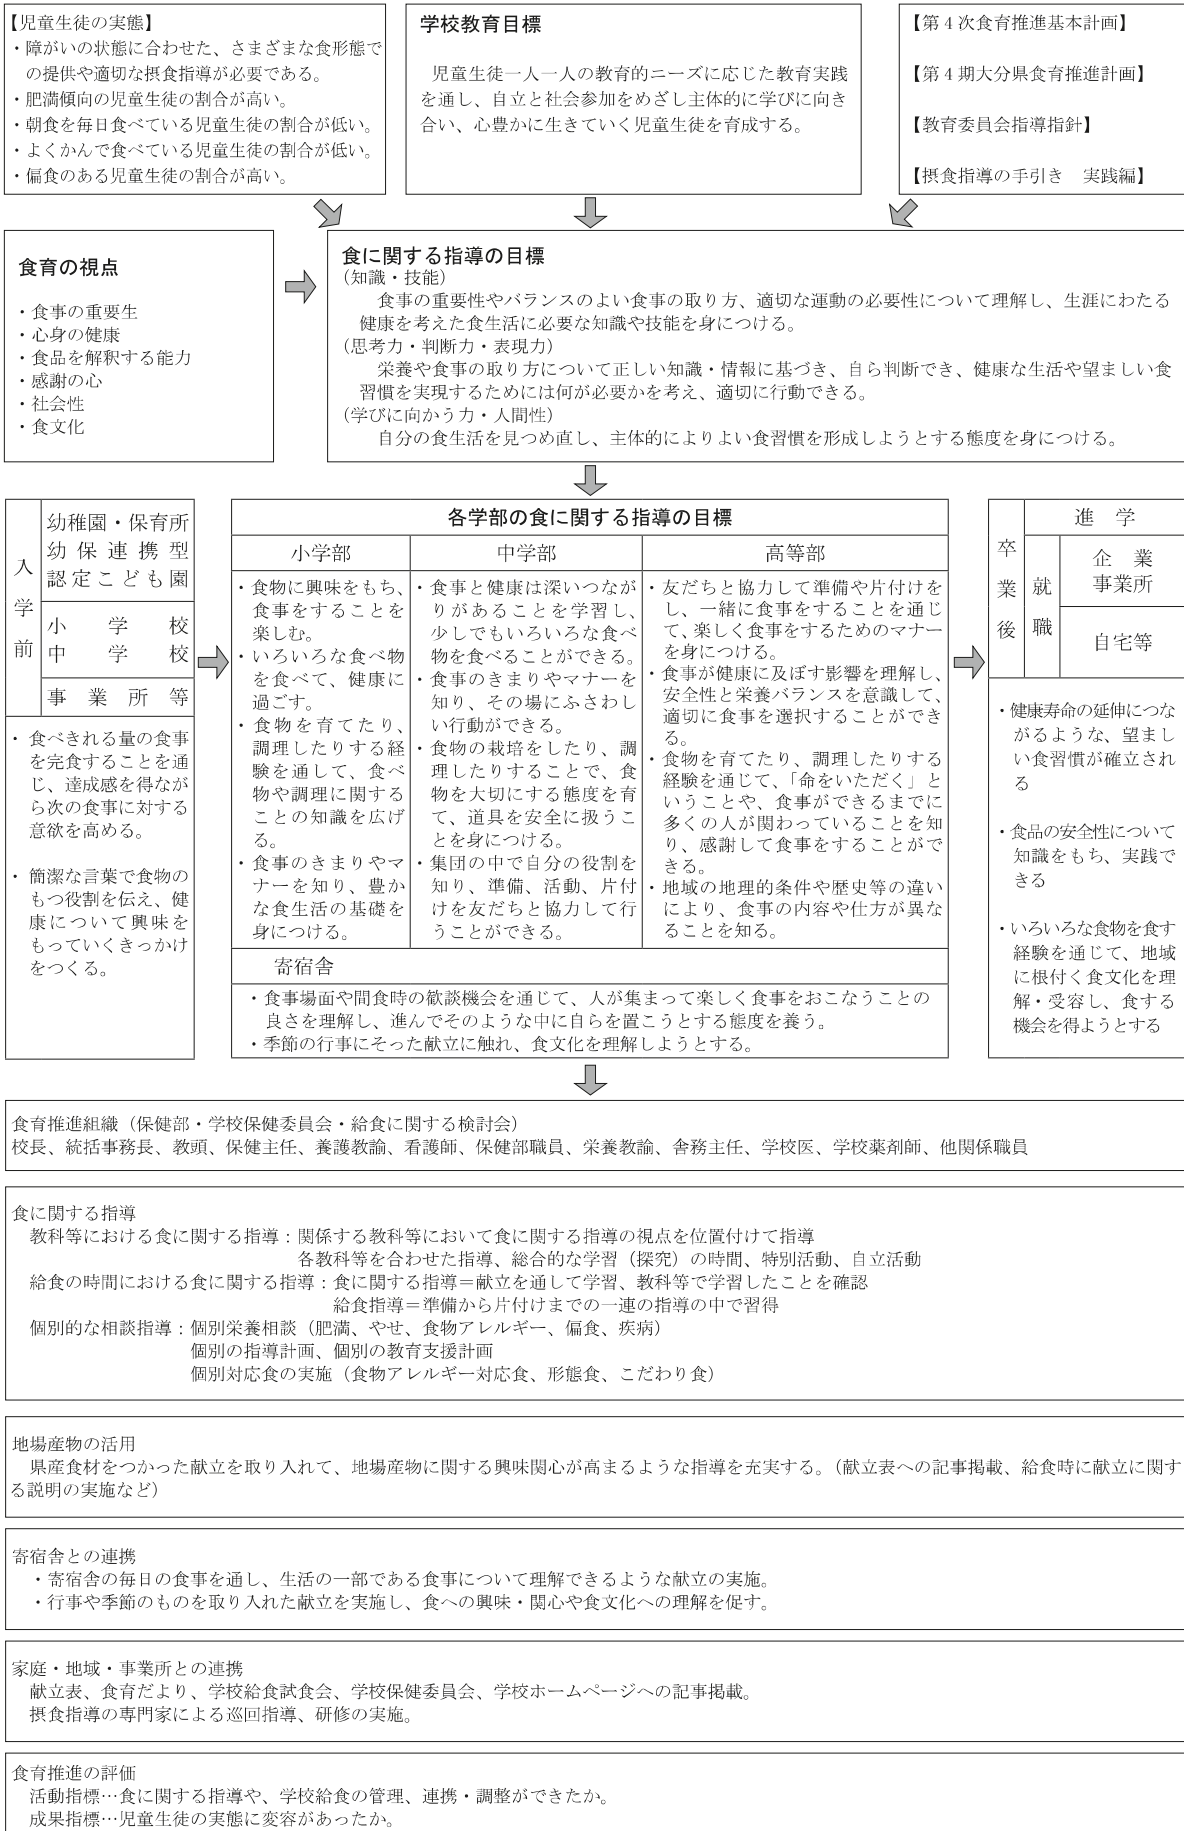 【児童生徒の実態】
・障がいの状態に合わせた、さまざまな食形態で
の提供や適切な摂食指導が必要である。
・肥満傾向の児童生徒の割合が高い。
・朝食を毎日食べている児童生徒の割合が低い。
・よくかんで食べている児童生徒の割合が低い。
・偏食のある児童生徒の割合が高い。
学校教育目標
児童生徒一人一人の教育的ニーズに応じた教育実践
を通し、自立と社会参加をめざし主体的に学びに向き
合い、心豊かに生きていく児童生徒を育成する。
【第4次食育推進基本計画】
【第4期大分県食育推進計画】
【教育委員会指導指針】
【摂食指導の手引き　実践編】
食育の視点
・食事の重要生
・心身の健康
・食品を解釈する能力
・感謝の心
・社会性
・食文化
食に関する指導の目標
(知識・技能)
食事の重要性やバランスのよい食事の取り方、適切な運動の必要性について理解し、生涯にわたる
健康を考えた食生活に必要な知識や技能を身につける。
(思考力・判断力・表現力)
栄養や食事の取り方について正しい知識・情報に基づき、自ら判断でき、健康な生活や望ましい食
習慣を実現するためには何が必要かを考え、適切に行動できる。
(学びに向かう力・人間性)
自分の食生活を見つめ直し、主体的によりよい食習慣を形成しようとする態度を身につける。
入学前
幼稚園・保育所
幼保連携型
認定こども園
小学校
中学校
事業所等
・食べきれる量の食事
を完食することを通
じ、達成感を得なが
ら次の食事に対する
意欲を高める。
・簡潔な言葉で食物の
もつ役割を伝え、健
康について興味を
もっていくきっかけ
をつくる。
各学部の食に関する指導の目標
小学部
・食物に興味をもち、
食事をすることを
楽しむ。
・いろいろな食べ物
を食べて、健康に
過ごす。
・食物を育てたり、
調理したりする経
験を通して、食べ
物や調理に関する
ことの知識を広げ
る。
・食事のきまりやマ
ナーを知り、豊か
な食生活の基礎を
身につける。
中学部
・食事と健康は深いつなが
りがあることを学習し、
少しでもいろいろな食べ
物を食べることができる。
・食事のきまりやマナーを
知り、その場にふさわし
い行動ができる。
・食物の栽培をしたり、調
理したりすることで、食
物を大切にする態度を育
て、道具を安全に扱うこ
とを身につける。
・集団の中で自分の役割を
知り、準備、活動、片付
けを友だちと協力して行
うことができる。
高等部
・友だちと協力して準備や片付けを
し、一緒に食事をすることを通じ
て、楽しく食事をするためのマナー
を身につける。
・食事が健康に及ぼす影響を理解し、
安全性と栄養バランスを意識して、
適切に食事を選択することができ
る。
・食物を育てたり、調理したりする
経験を通じて、「命をいただく」と
いうことや、食事ができるまでに
多くの人が関わっていることを知
り、感謝して食事をすることがで
きる。
・地域の地理的条件や歴史等の違い
により、食事の内容や仕方が異な
ることを知る。
寄宿舎
・食事場面や間食時の歓談機会を通じて、人が集まって楽しく食事をおこなうことの
良さを理解し、進んでそのような中に自らを置こうとする態度を養う。
・季節の行事にそった献立に触れ、食文化を理解しようとする。
卒業後
進学
就職
企業
事業所
自宅等
・健康寿命の延伸につな
がるような、望まし
い食習慣が確立され
る
・食品の安全性について
知識をもち、実践で
きる
・いろいろな食物を食す
経験を通じて、地域
に根付く食文化を理
解・受容し、食する
機会を得ようとする
食育推進組織（保健部・学校保健委員会・給食に関する検討会）
校長、統括事務長、教頭、保健主任、養護教諭、看護師、保健部職員、栄養教諭、舎務主任、学校医、学校薬剤師、他関係職員
食に関する指導
教科等における食に関する指導：関係する教科等において食に関する指導の視点を位置付けて指導
各教科等を合わせた指導、総合的な学習（探究）の時間、特別活動、自立活動
給食の時間における食に関する指導：食に関する指導＝献立を通して学習、教科等で学習したことを確認
給食指導＝準備から片付けまでの一連の指導の中で習得
個別的な相談指導：個別栄養相談（肥満、やせ、食物アレルギー、偏食、疾病）
個別の指導計画、個別の教育支援計画
個別対応食の実施（食物アレルギー対応食、形態食、こだわり食）
地場産物の活用
県産食材をつかった献立を取り入れて、地場産物に関する興味関心が高まるような指導を充実する。（献立表への記事掲載、給食時に献立に関す
る説明の実施など）
寄宿舎との連携
・寄宿舎の毎日の食事を通し、生活の一部である食事について理解できるような献立の実施。
・行事や季節のものを取り入れた献立を実施し、食への興味・関心や食文化への理解を促す。
家庭・地域・事業所との連携
献立表、食育だより、学校給食試食会、学校保健委員会、学校ホームページへの記事掲載。
摂食指導の専門家による巡回指導、研修の実施。
食育推進の評価
活動指標…食に関する指導や、学校給食の管理、連携・調整ができたか。
成果指標…児童生徒の実態に変容があったか。